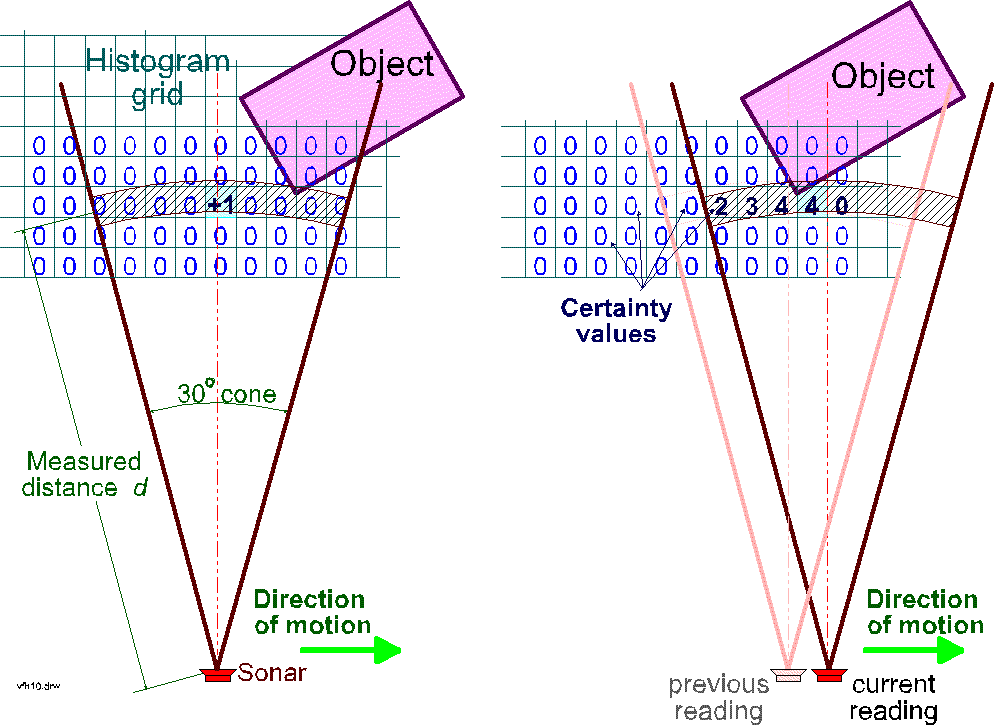 Histogram
grid
Object
0 0 0 0 0 0 0 0 0 0 0
0 0 0 0 0 0 0 0 0 0 0
0 0 0 0 0 0 +1 0 0 0 0
0 0 0 0 0 0 0 0 0 0 0
0 0 0 0 0 0 0 0 0 0 0
30° cone
Measured
distance d
Direction
of motion
Sonar
vfh10.drw
Object
0 0 0 0 0 0 0 0 0 0 0
0 0 0 0 0 0 0 0 0 0 0
0 0 0 0 0 0 2 3 4 4 0
0 0 0 0 0 0 0 0 0 0 0
0 0 0 0 0 0 0 0 0 0 0
Certainty
values
Direction
of motion
previous
reading
current
reading